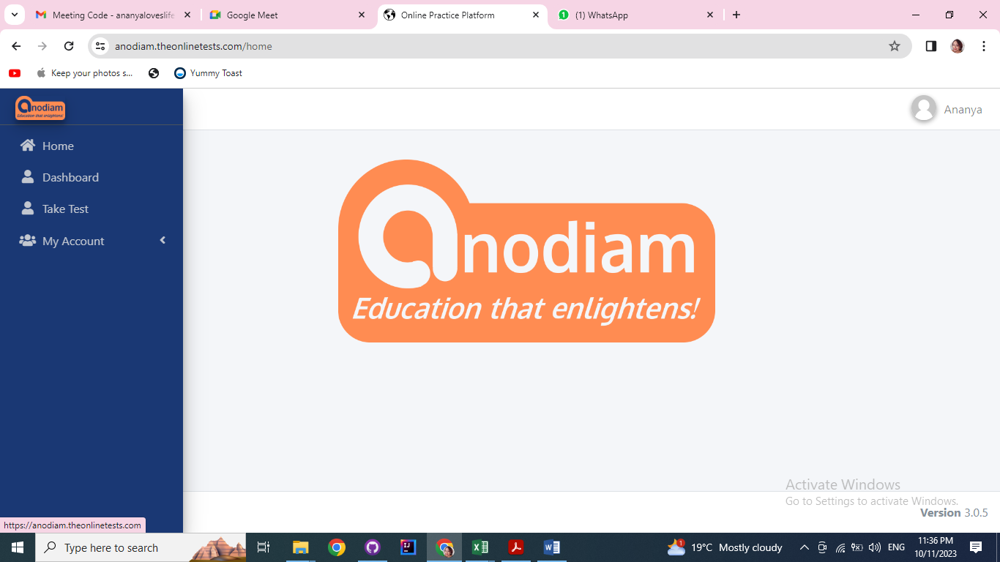 Meeting Code - ananyaloveslife
Google Meet
Online Practice Platform
(1) WhatsApp
anodiam.theonlinetests.com/home
Keep your photos s...
Yummy Toast
anodiam
Education that enlightens!
Ananya
Home
Dashboard
Take Test
My Account
anodiam
Education that enlightens!
Activate Windows
Go to Settings to activate Windows.
Version 3.0.5
https://anodiam.theonlinetests.com
Type here to search
19°C Mostly cloudy
ENG
11:36 PM
10/11/2023